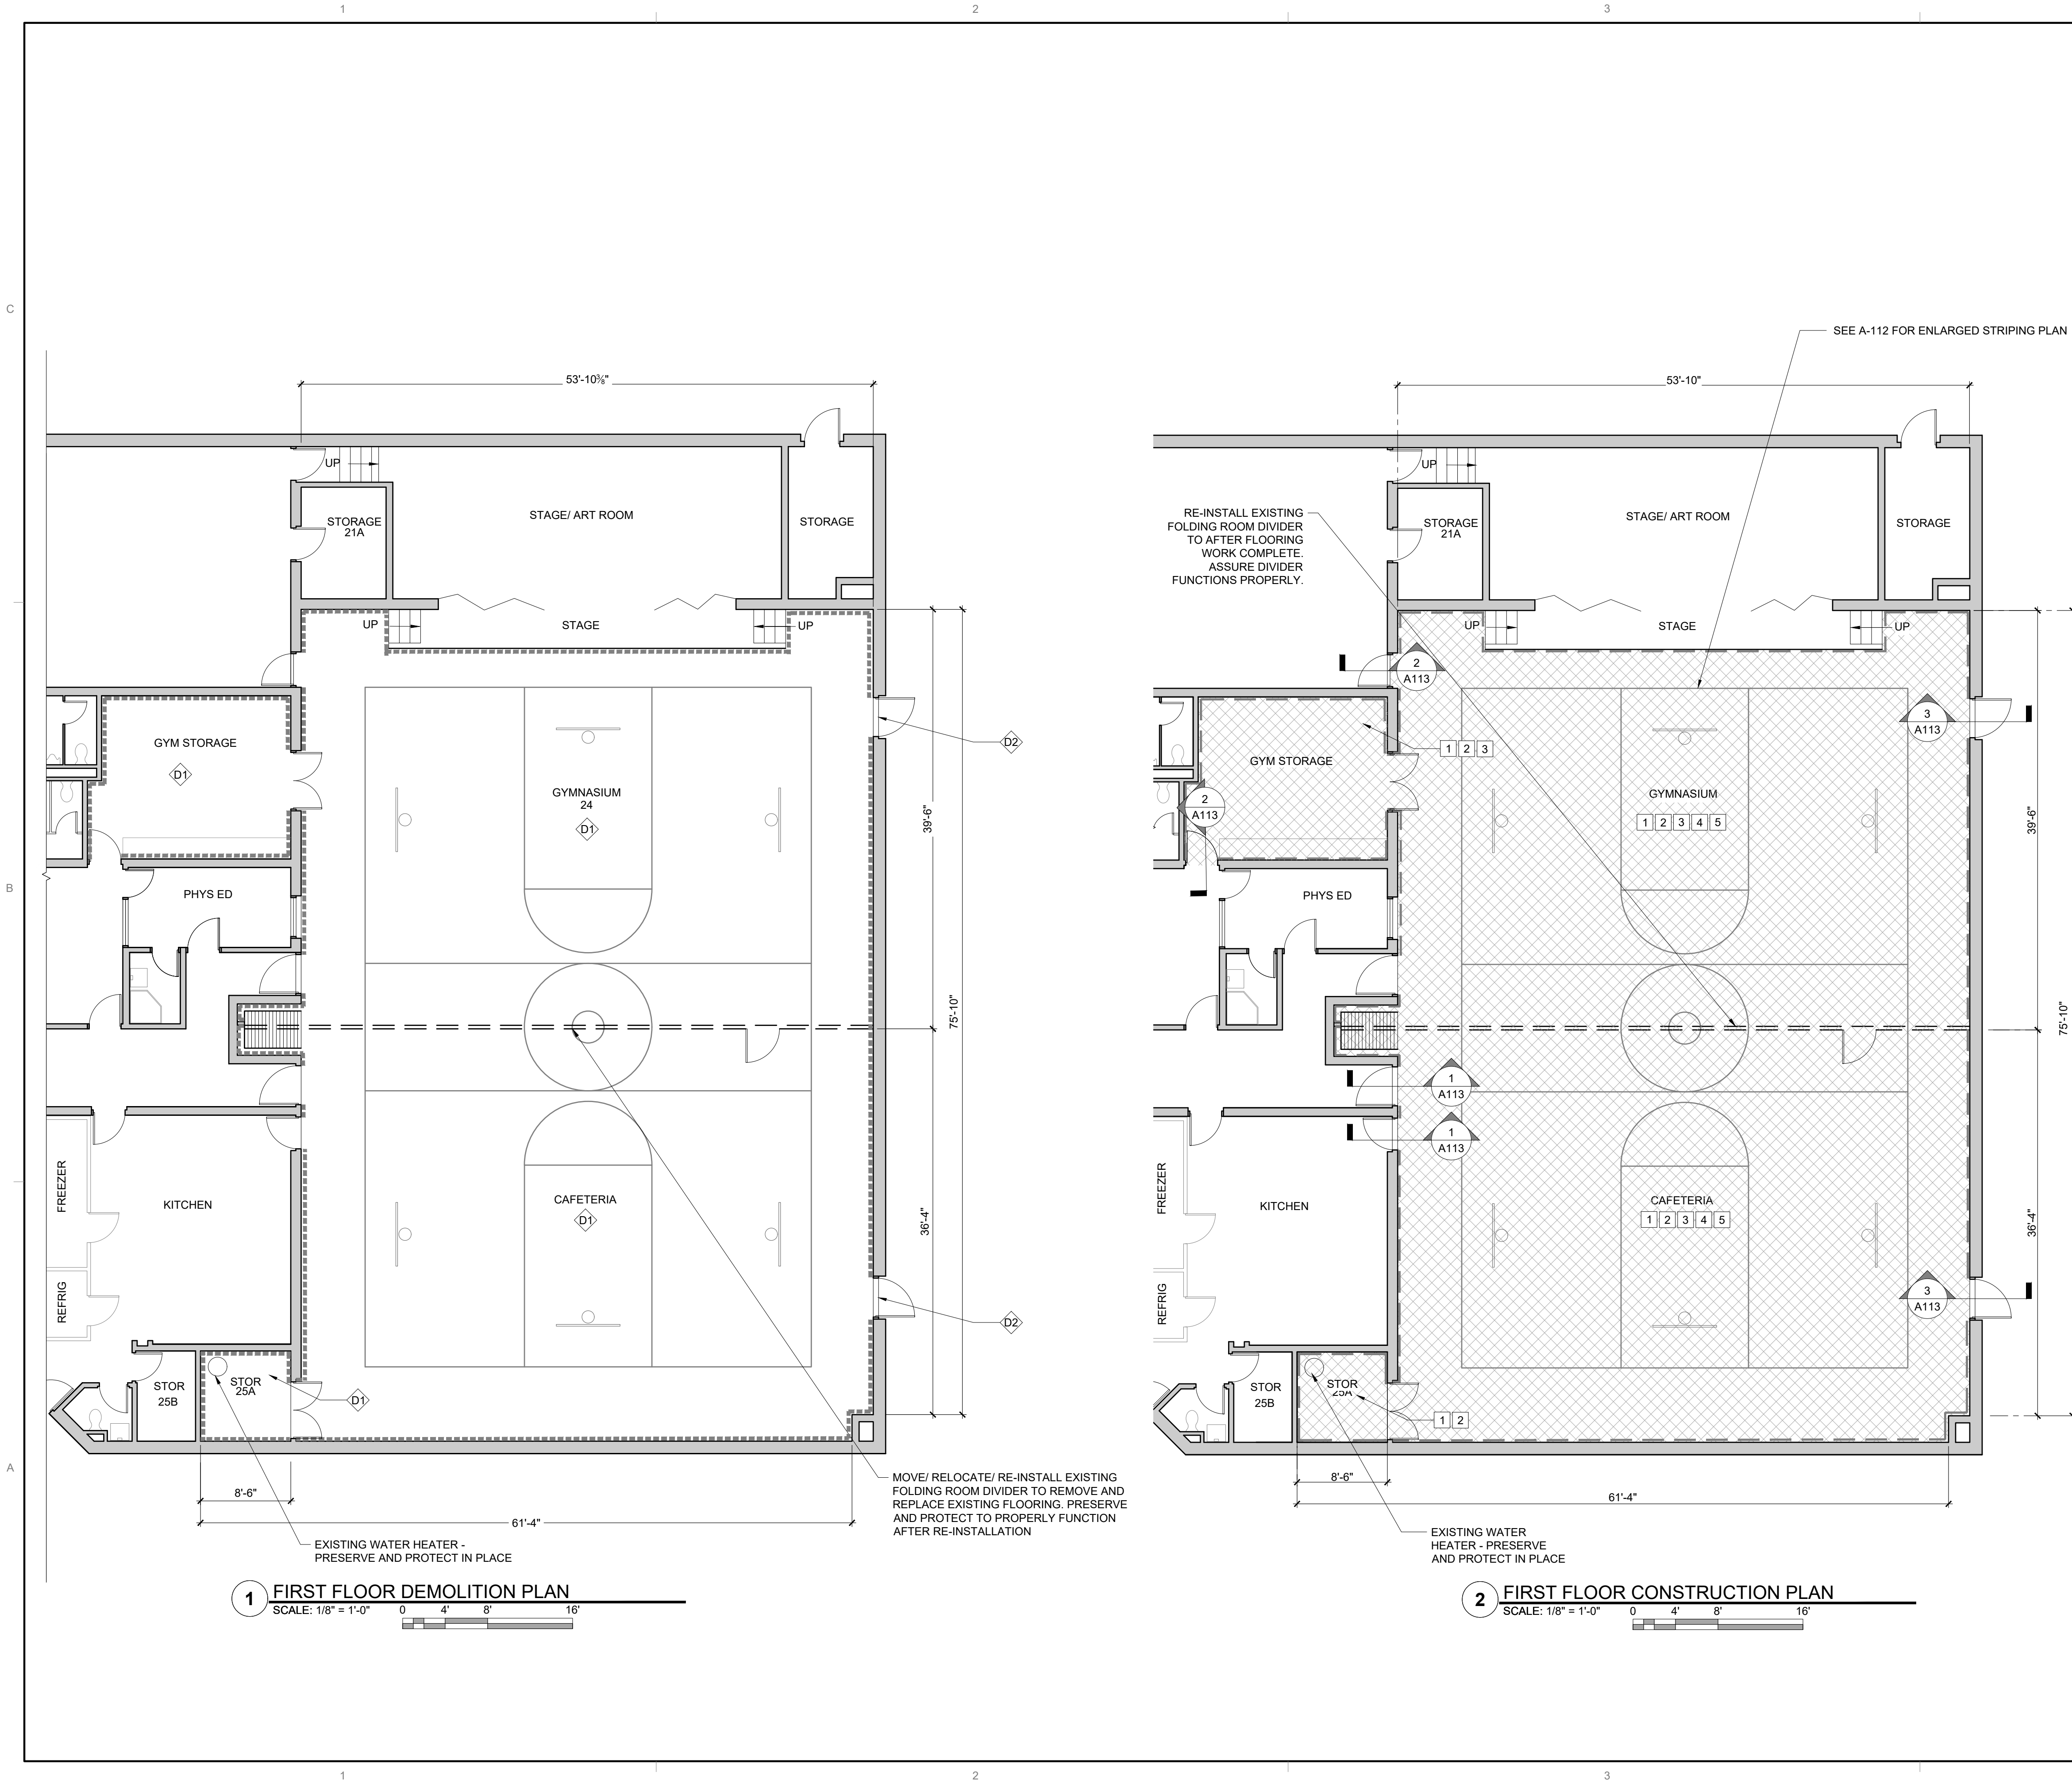 1
2
3
C
B
A
53'-10⅜"
UP
STORAGE
21A
STAGE/ ART ROOM
STORAGE
UP
STAGE
UP
GYM STORAGE
D1
GYMNASIUM
24
D1
D2
39'-6"
75'-10"
PHYS ED
FREEZER
KITCHEN
REFRIG
CAFETERIA
D1
36'-4"
D2
STOR
25B
STOR
25A
D1
8'-6"
61'-4"
MOVE/ RELOCATE/ RE-INSTALL EXISTING
FOLDING ROOM DIVIDER TO REMOVE AND
REPLACE EXISTING FLOORING. PRESERVE
AND PROTECT TO PROPERLY FUNCTION
AFTER RE-INSTALLATION
EXISTING WATER HEATER -
PRESERVE AND PROTECT IN PLACE
1
FIRST FLOOR DEMOLITION PLAN
SCALE: 1/8" = 1'-0"
0 4' 8' 16'
SEE A-112 FOR ENLARGED STRIPING PLAN
53'-10"
UP
RE-INSTALL EXISTING
FOLDING ROOM DIVIDER
TO AFTER FLOORING
WORK COMPLETE.
ASSURE DIVIDER
FUNCTIONS PROPERLY.
STORAGE
21A
STAGE/ ART ROOM
STORAGE
UP
STAGE
UP
2
A113
3
A113
1 2 3
GYM STORAGE
2
A113
GYMNASIUM
1 2 3 4 5
39'-6"
PHYS ED
75'-10"
1
A113
1
A113
FREEZER
KITCHEN
REFRIG
CAFETERIA
1 2 3 4 5
36'-4"
3
A113
STOR
25B
STOR
25A
1 2
8'-6"
61'-4"
EXISTING WATER
HEATER - PRESERVE
AND PROTECT IN PLACE
2
FIRST FLOOR CONSTRUCTION PLAN
SCALE: 1/8" = 1'-0"
0 4' 8' 16'
1
2
3